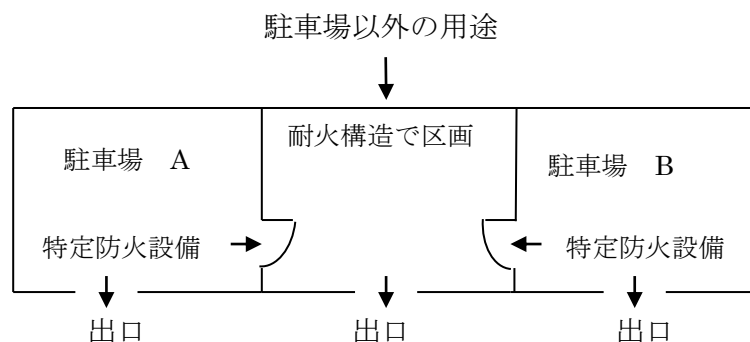 駐車場以外の用途
耐火構造で区画
駐車場　A
駐車場　B
特定防火設備
特定防火設備
出口
出口
出口